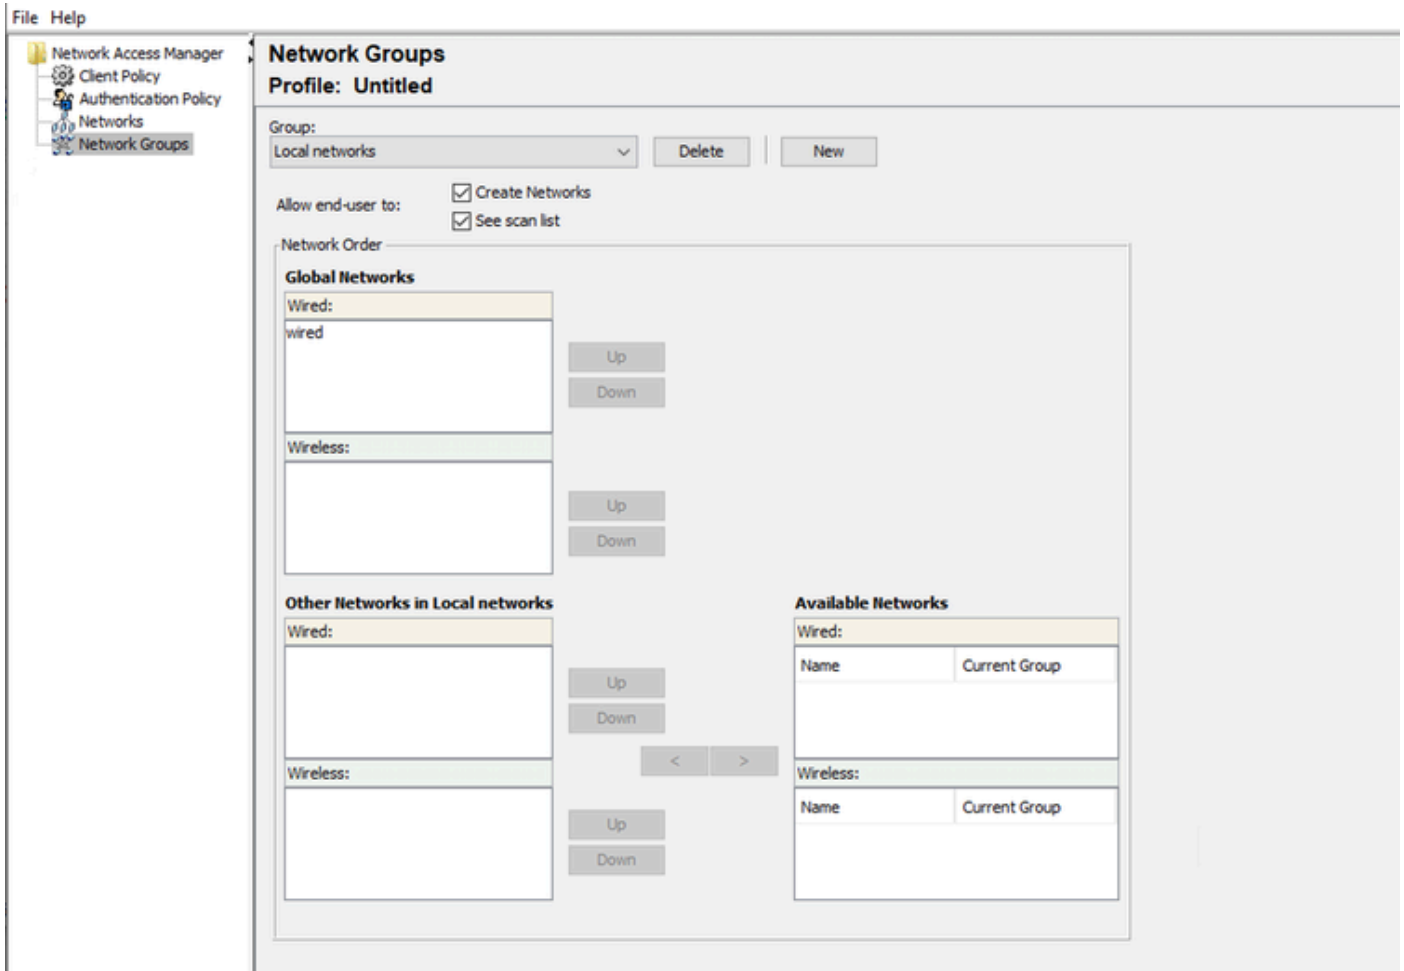 File Help
Network Access Manager
Client Policy
Authentication Policy
Networks
Network Groups
Network Groups
Profile: Untitled
Group:
Local networks
Delete
New
Allow end-user to:
Create Networks
See scan list
Network Order
Global Networks
Wired:
wired
Up
Down
Wireless:
Up
Down
Other Networks in Local networks
Wired:
Up
Down
Wireless:
Up
Down
< >
Available Networks
Wired:
Name Current Group
Wireless:
Name Current Group